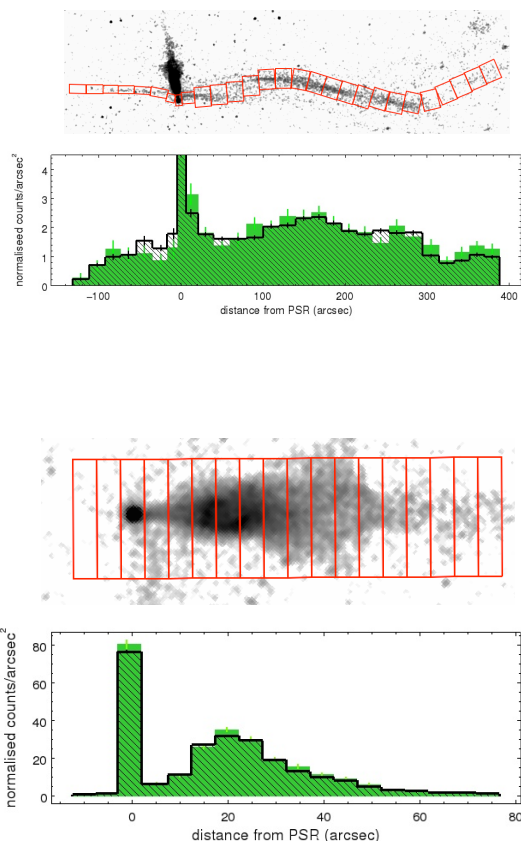 normaliseed counts/arcsec²
4
3
2
1
0
−100 0 100 200 300 400
distance from PSR (arcsec)
normalised counts/arcsec²
80
60
40
20
0
0 20 40 60 80
distance from PSR (arcsec)